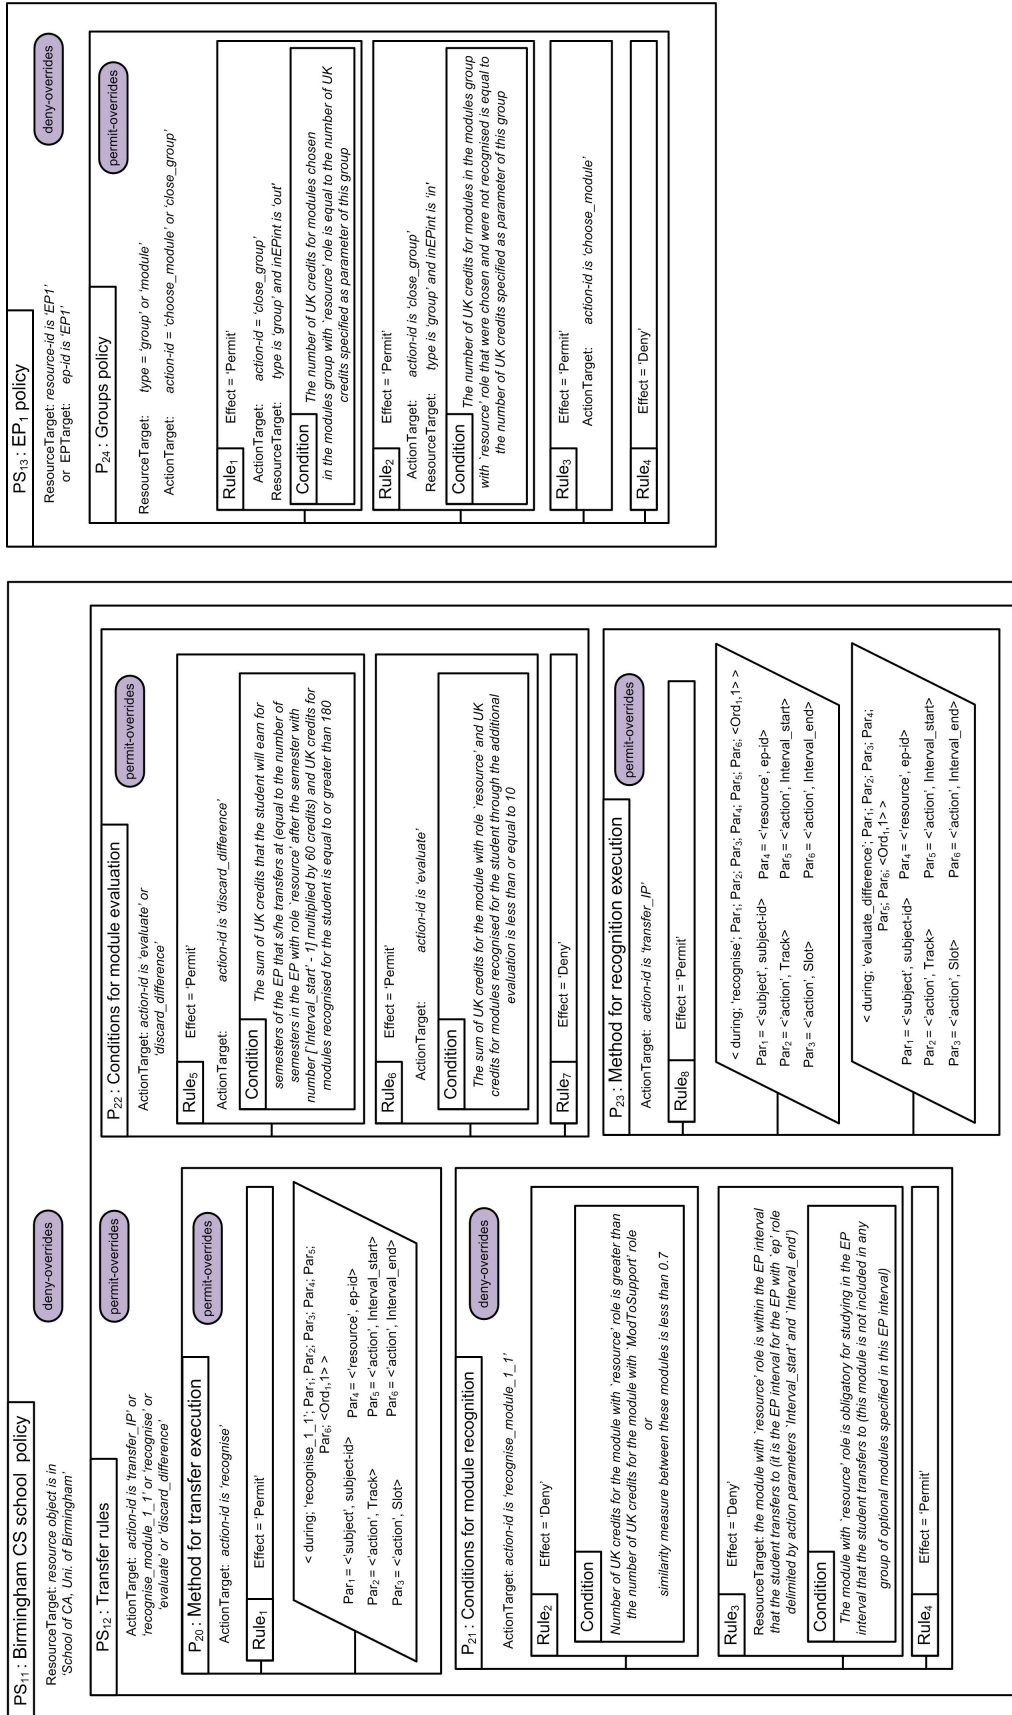 PS11 : Birmingham CS school policy
deny-overrides
ResourceTarget: resource object is in
'School of CA, Uni. of Birmingham'
PS12 : Transfer rules
permit-overrides
ActionTarget: action-id is 'transfer_IP' or
'recognise_module_1_1' or 'recognise' or
'evaluate' or 'discard_difference'
P20 : Method for transfer execution
permit-overrides
ActionTarget: action-id is 'recognise'
Rule1
Effect = 'Permit'
< during; 'recognise_1_1'; Par1; Par2; Par3; Par4; Par5;
Par6; <Ord1,1> >
Par1 = <'subject', subject-id> Par4 = <'resource', ep-id>
Par2 = <'action', Track> Par5 = <'action', Interval_start>
Par3 = <'action', Slot> Par6 = <'action', Interval_end>
P21 : Conditions for module recognition
deny-overrides
ActionTarget: action-id is 'recognise_module_1_1'
Rule2
Effect = 'Deny'
Condition
Number of UK credits for the module with `resource' role is greater than
the number of UK credits for the module with `ModToSupport' role
or
similarity measure between these modules is less than 0.7
Rule3
Effect = 'Deny'
ResourceTarget: the module with `resource' role is within the EP interval
that the student transfers to (it is the EP interval for the EP with `ep' role
delimited by action parameters `Interval_start' and `Interval_end')
Condition
The module with `resource' role is obligatory for studying in the EP
interval that the student transfers to (this module is not included in any
group of optional modules specified in this EP interval)
Rule4
Effect = 'Permit'
P22 : Conditions for module evaluation
permit-overrides
ActionTarget: action-id is 'evaluate' or
'discard_difference'
Rule5
Effect = 'Permit'
ActionTarget: action-id is 'discard_difference'
Condition
The sum of UK credits that the student will earn for
semesters of the EP that s/he transfers at (equal to the number of
semesters in the EP with role `resource' after the semester with
number [`Interval_start' - 1] multiplied by 60 credits) and UK credits for
modules recognised for the student is equal to or greater than 180
Rule6
Effect = 'Permit'
ActionTarget: action-id is 'evaluate'
Condition
The sum of UK credits for the module with role `resource' and UK
credits for modules recognised for the student through the additional
evaluation is less than or equal to 10
Rule7
Effect = 'Deny'
P23 : Method for recognition execution
permit-overrides
ActionTarget: action-id is 'transfer_IP'
Rule8
Effect = 'Permit'
< during; 'recognise'; Par1; Par2; Par3; Par4; Par5; Par6; <Ord1,1> >
Par1 = <'subject', subject-id> Par4 = <'resource', ep-id>
Par2 = <'action', Track> Par5 = <'action', Interval_start>
Par3 = <'action', Slot> Par6 = <'action', Interval_end>
< during; 'evaluate_difference'; Par1; Par2; Par3; Par4;
Par5; Par6; <Ord1,1> >
Par1 = <'subject', subject-id> Par4 = <'resource', ep-id>
Par2 = <'action', Track> Par5 = <'action', Interval_start>
Par3 = <'action', Slot> Par6 = <'action', Interval_end>
PS13 : EP1 policy
deny-overrides
ResourceTarget: resource-id is 'EP1'
or EPTarget: ep-id is 'EP1'
P24 : Groups policy
permit-overrides
ResourceTarget: type = 'group' or 'module'
ActionTarget: action-id = 'choose_module' or 'close_group'
Rule1
Effect = 'Permit'
ActionTarget: action-id = 'close_group'
ResourceTarget: type is 'group' and inEPint is 'out'
Condition
The number of UK credits for modules chosen
in the modules group with `resource' role is equal to the number of UK
credits specified as parameter of this group
Rule2
Effect = 'Permit'
ActionTarget: action-id is 'close_group'
ResourceTarget: type is 'group' and inEPint is 'in'
Condition
The number of UK credits for modules in the modules group
with `resource' role that were chosen and were not recognised is equal to
the number of UK credits specified as parameter of this group
Rule3
Effect = 'Permit'
ActionTarget: action-id is 'choose_module'
Rule4
Effect = 'Deny'